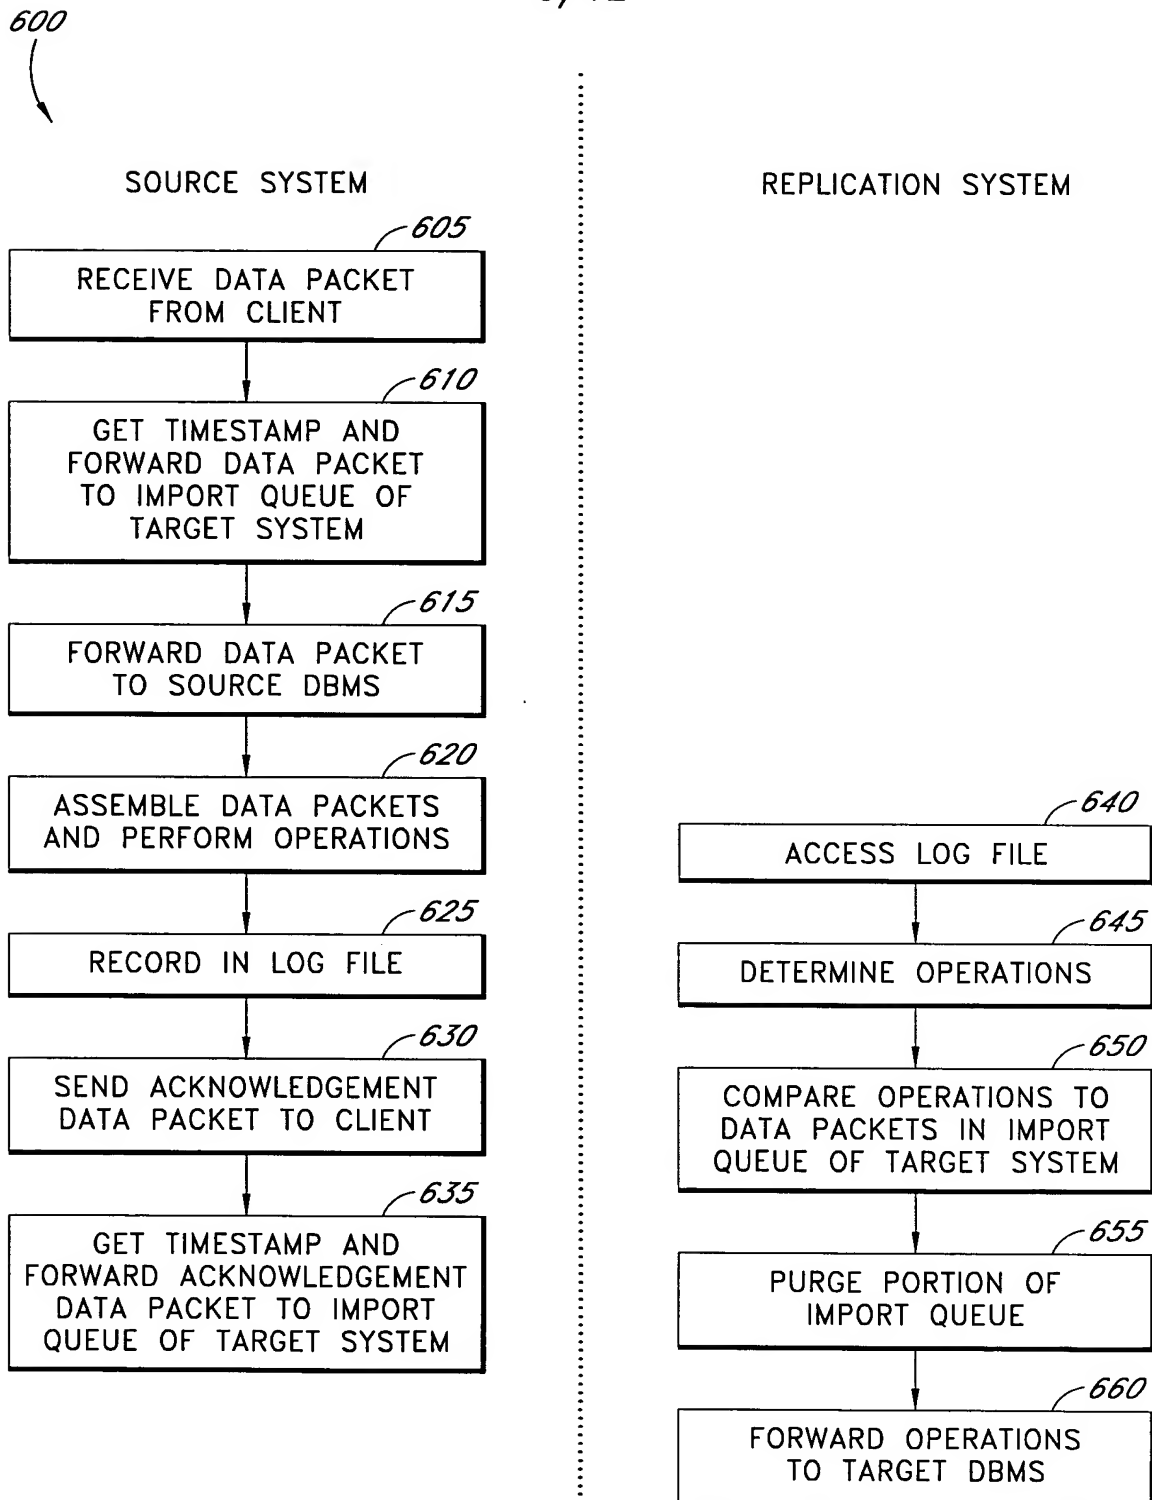 600
SOURCE SYSTEM
605
RECEIVE DATA PACKET
FROM CLIENT
610
GET TIMESTAMP AND
FORWARD DATA PACKET
TO IMPORT QUEUE OF
TARGET SYSTEM
615
FORWARD DATA PACKET
TO SOURCE DBMS
620
ASSEMBLE DATA PACKETS
AND PERFORM OPERATIONS
625
RECORD IN LOG FILE
630
SEND ACKNOWLEDGEMENT
DATA PACKET TO CLIENT
635
GET TIMESTAMP AND
FORWARD ACKNOWLEDGEMENT
DATA PACKET TO IMPORT
QUEUE OF TARGET SYSTEM
REPLICATION SYSTEM
640
ACCESS LOG FILE
645
DETERMINE OPERATIONS
650
COMPARE OPERATIONS TO
DATA PACKETS IN IMPORT
QUEUE OF TARGET SYSTEM
655
PURGE PORTION OF
IMPORT QUEUE
660
FORWARD OPERATIONS
TO TARGET DBMS